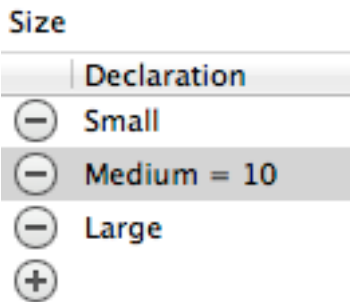 Size
Declaration
Small
Medium = 10
Large